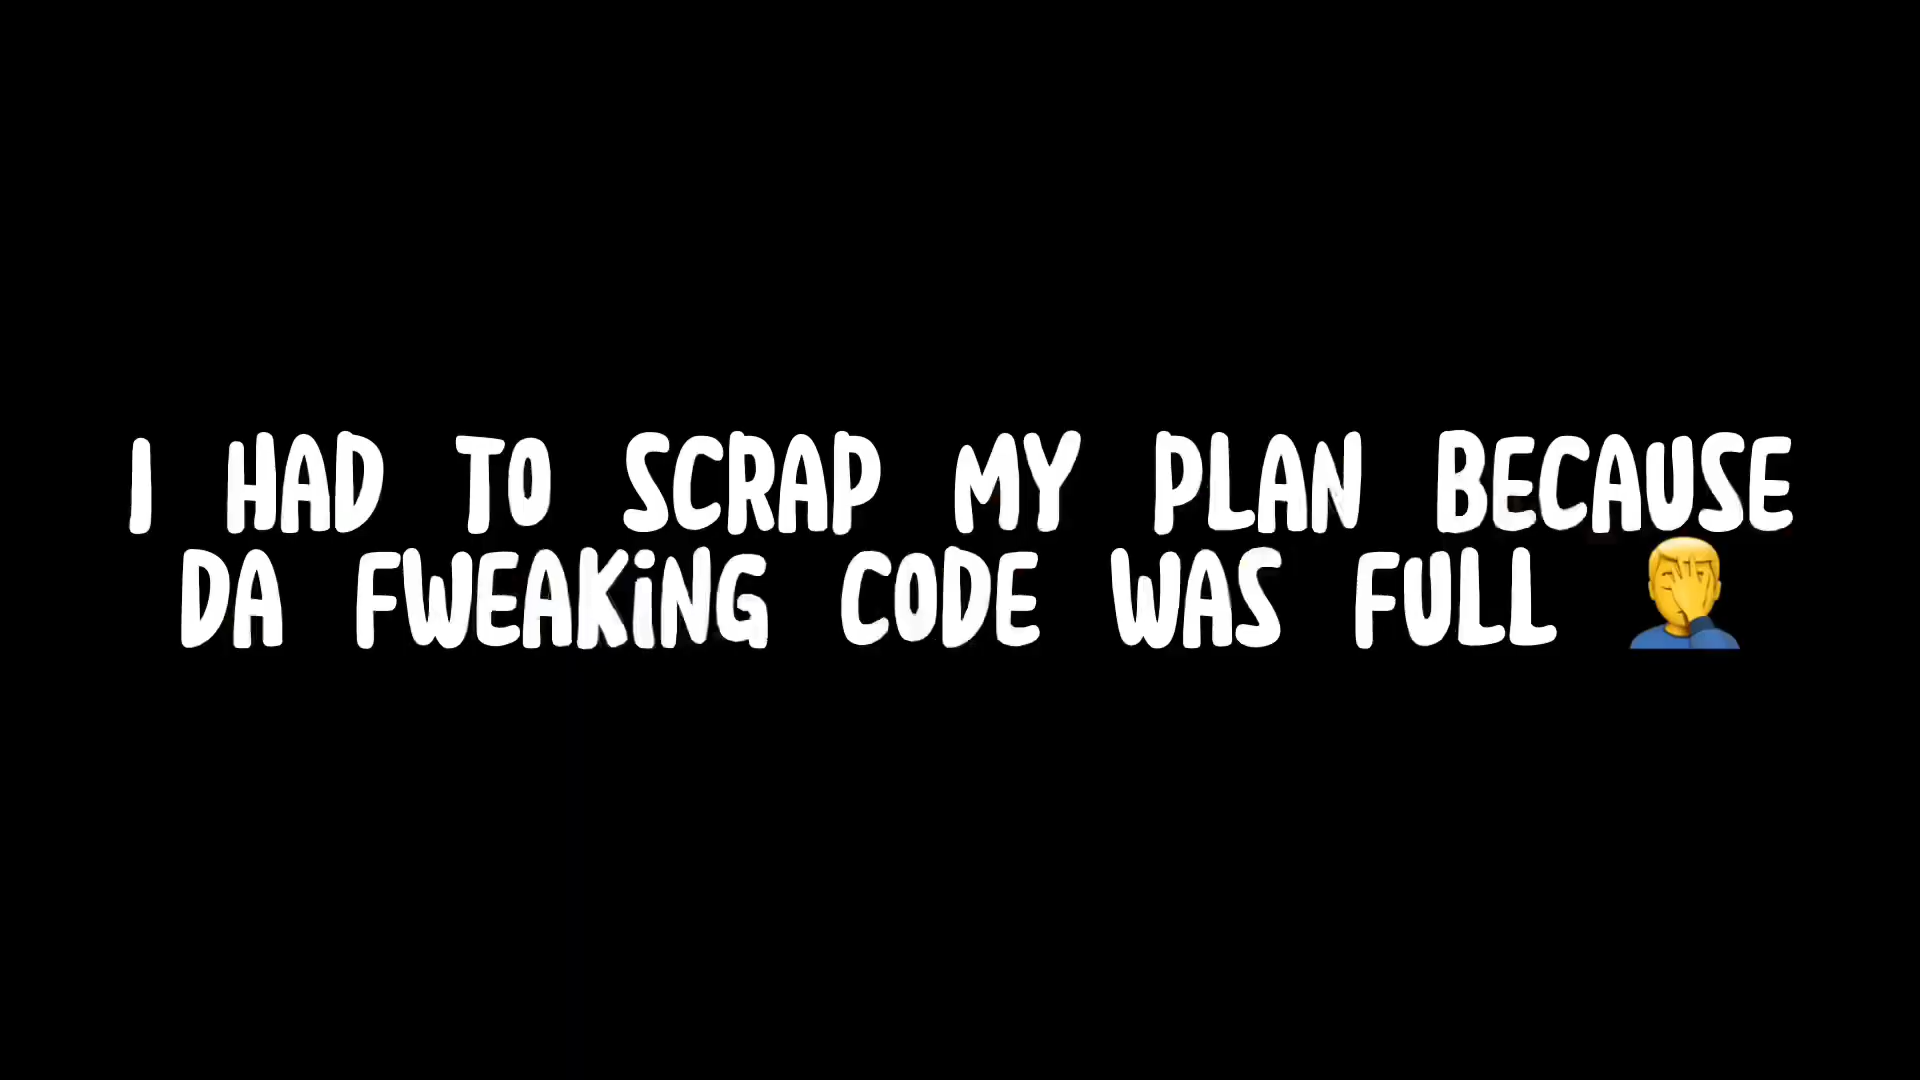 I HAD TO SCRAP MY PLAN BECAUSE
DA FWEAKiNG CODE WAS FULL 🤦‍♂️